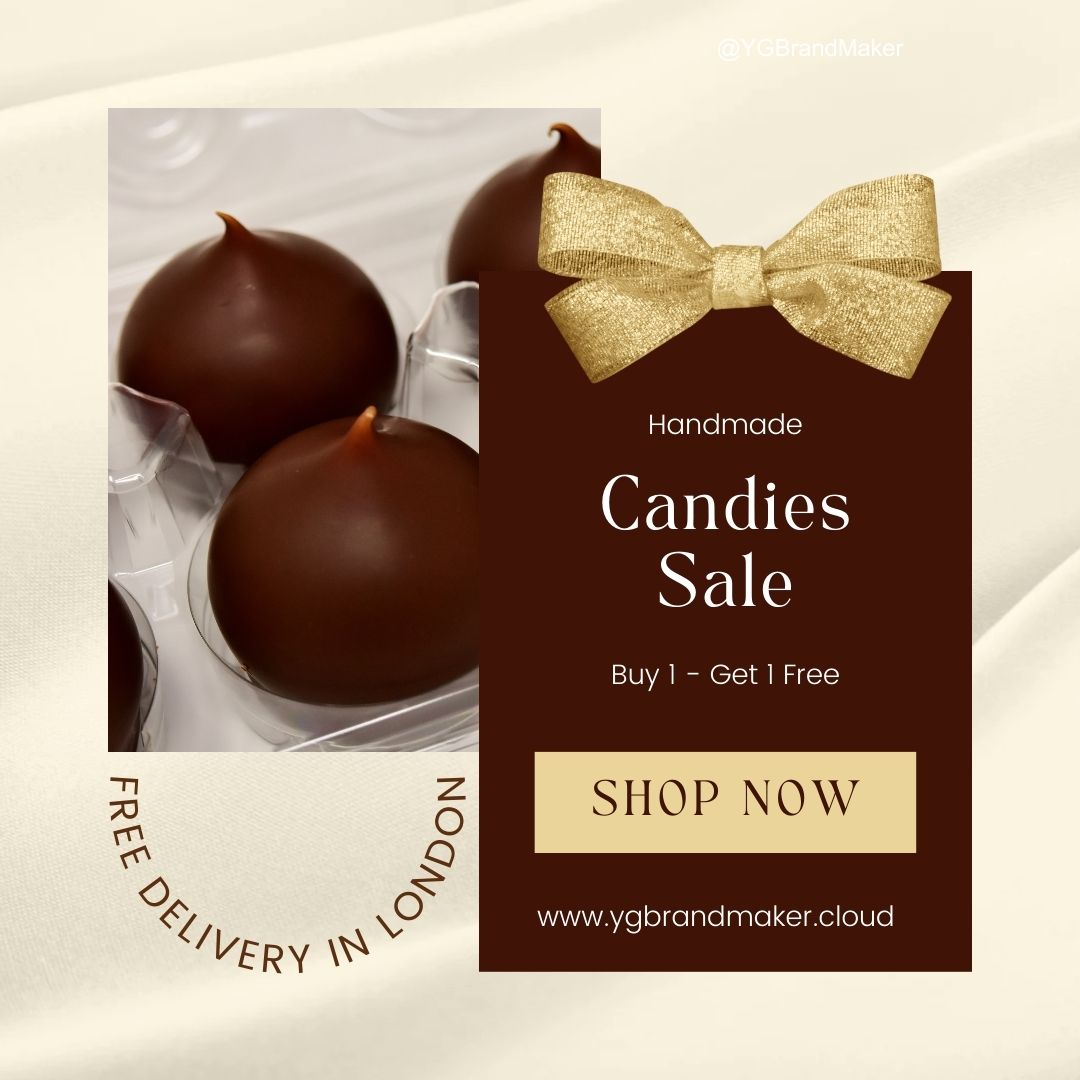 @YGBrandMaker
Handmade
Candies
Sale
Buy 1 - Get 1 Free
SHOP NOW
www.ygbrandmaker.cloud
FREE DELIVERY IN LONDON